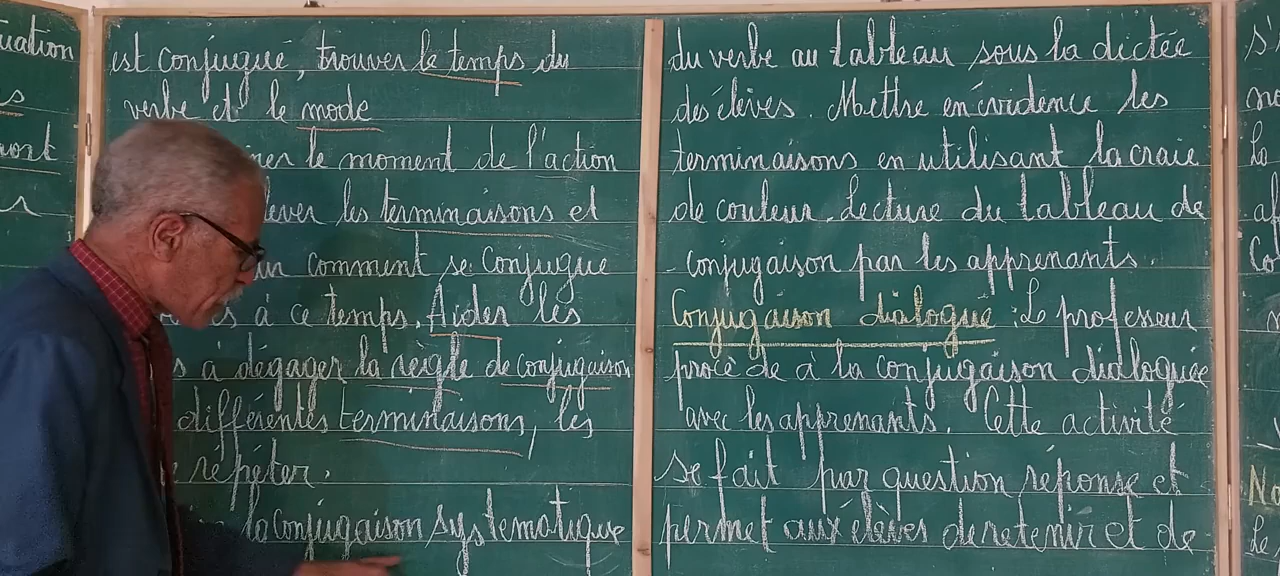 uation
est conjugué, trouver le temps du
verbe et le mode
le moment de l'action
les terminaisons et
comment se conjugue
à ce temps. Aider les
s à dégager la règle de conjugaison
différentes terminaisons, les
répéter.
la conjugaison systematique
du verbe au tableau sous la dictée
des élèves. Mettre en évidence les
terminaisons en utilisant la craie
de couleur. Lecture du tableau de
conjugaison par les apprenants.
Conjugaison dialogué : Le professeur
procède à la conjugaison dialoguée
avec les apprenants. Cette activité
se fait par question réponse et
permet aux élèves de retenir et de